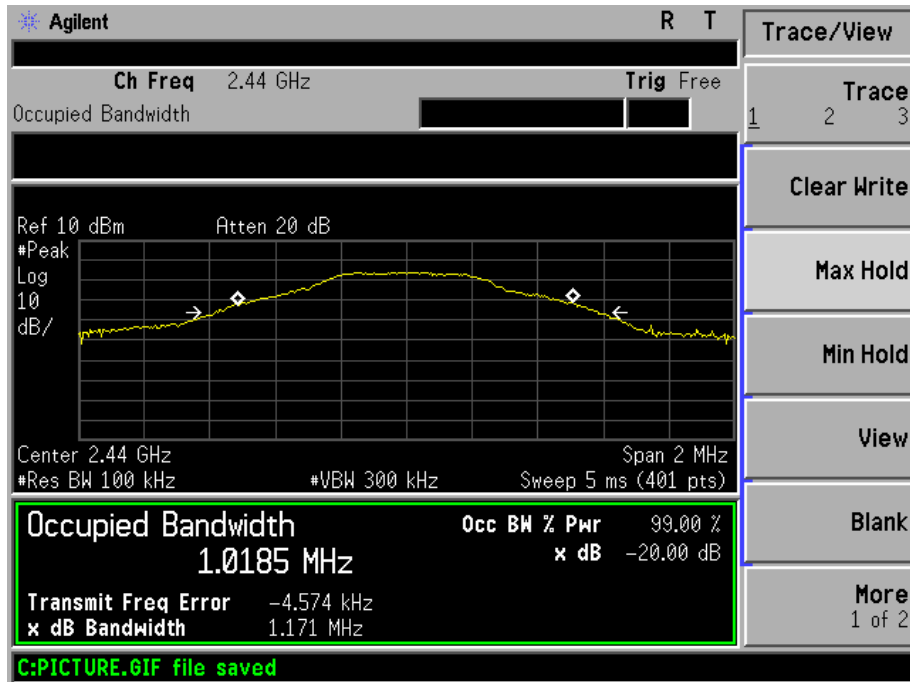 Agilent R T
Ch Freq 2.44 GHz Trig Free
Occupied Bandwidth
Ref 10 dBm Atten 20 dB
#Peak
Log
10
dB/
Center 2.44 GHz Span 2 MHz
#Res BW 100 kHz #VBW 300 kHz Sweep 5 ms (401 pts)
Occupied Bandwidth Occ BW % Pwr 99.00 %
1.0185 MHz x dB -20.00 dB
Transmit Freq Error -4.574 kHz
x dB Bandwidth 1.171 MHz
C:PICTURE.GIF file saved
Trace/View
Trace
1 2 3
Clear Write
Max Hold
Min Hold
View
Blank
More
1 of 2